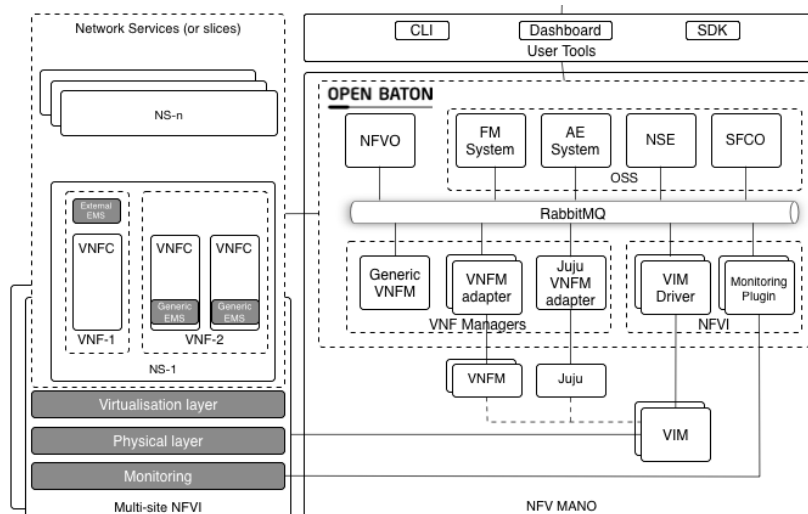 Network Services (or slices)
CLI
Dashboard
SDK
User Tools
NS-n
OPEN BATON
NFVO
FM
System
AE
System
NSE
SFCO
OSS
RabbitMQ
External
EMS
VNFC
VNFC
VNFC
Generic
EMS
Generic
EMS
VNF-1
VNF-2
NS-1
Generic
VNFM
VNFM
adapter
Juju
VNFM
adapter
VNF Managers
VIM
Driver
Monitoring
Plugin
NFVI
VNFM
Juju
VIM
Virtualisation layer
Physical layer
Monitoring
Multi-site NFVI
NFV MANO